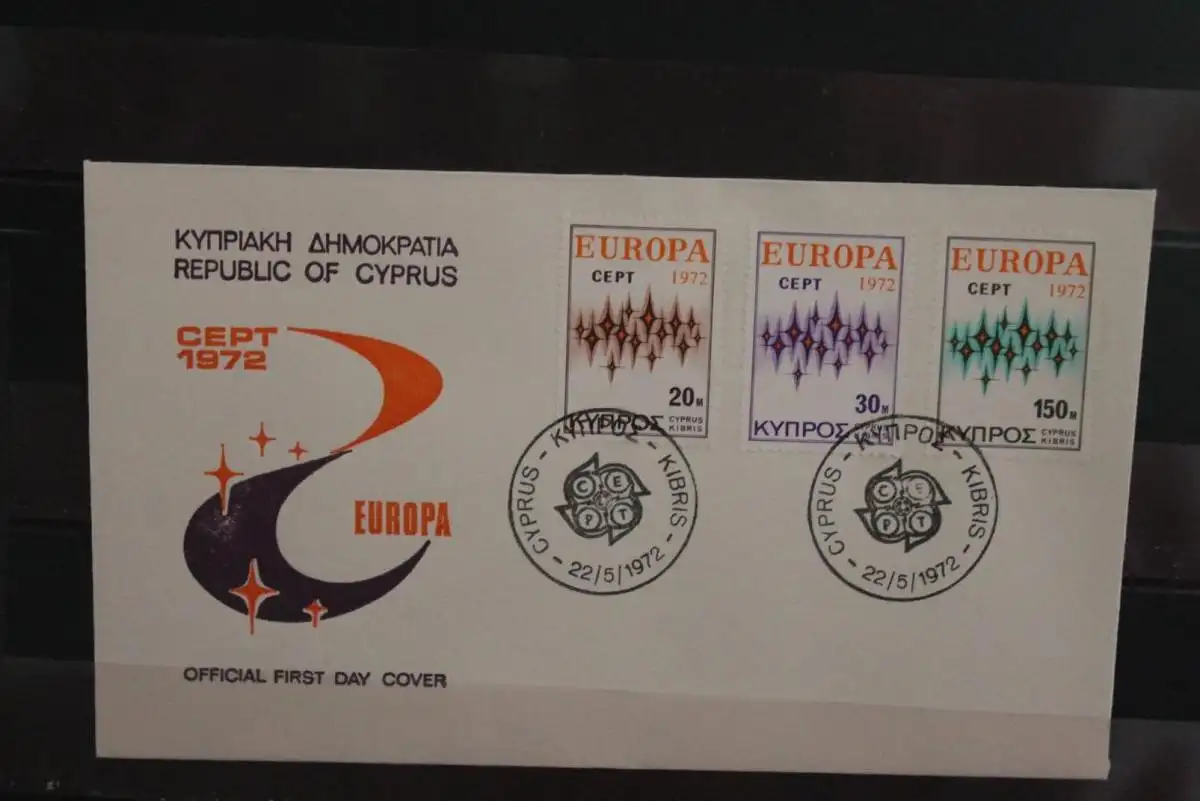 ΚΥΠΡΙΑΚΗ ΔΗΜΟΚΡΑΤΙΑ
REPUBLIC OF CYPRUS
CEPT
1972
EUROPA
OFFICIAL FIRST DAY COVER
EUROPA
CEPT 1972
20M
ΚΥΠΡΟΣ CYPRUS
KIBRIS
EUROPA
CEPT 1972
30M
ΚΥΠΡΟΣ CYPRUS
EUROPA
CEPT 1972
150M
ΚΥΠΡΟΣ CYPRUS
KIBRIS
CYPRUS - ΚΥΠΡΟΣ - KIBRIS
C E
P T
- 22/5/1972 -
CYPRUS - ΚΥΠΡΟΣ - KIBRIS
C E
P T
- 22/5/1972 -